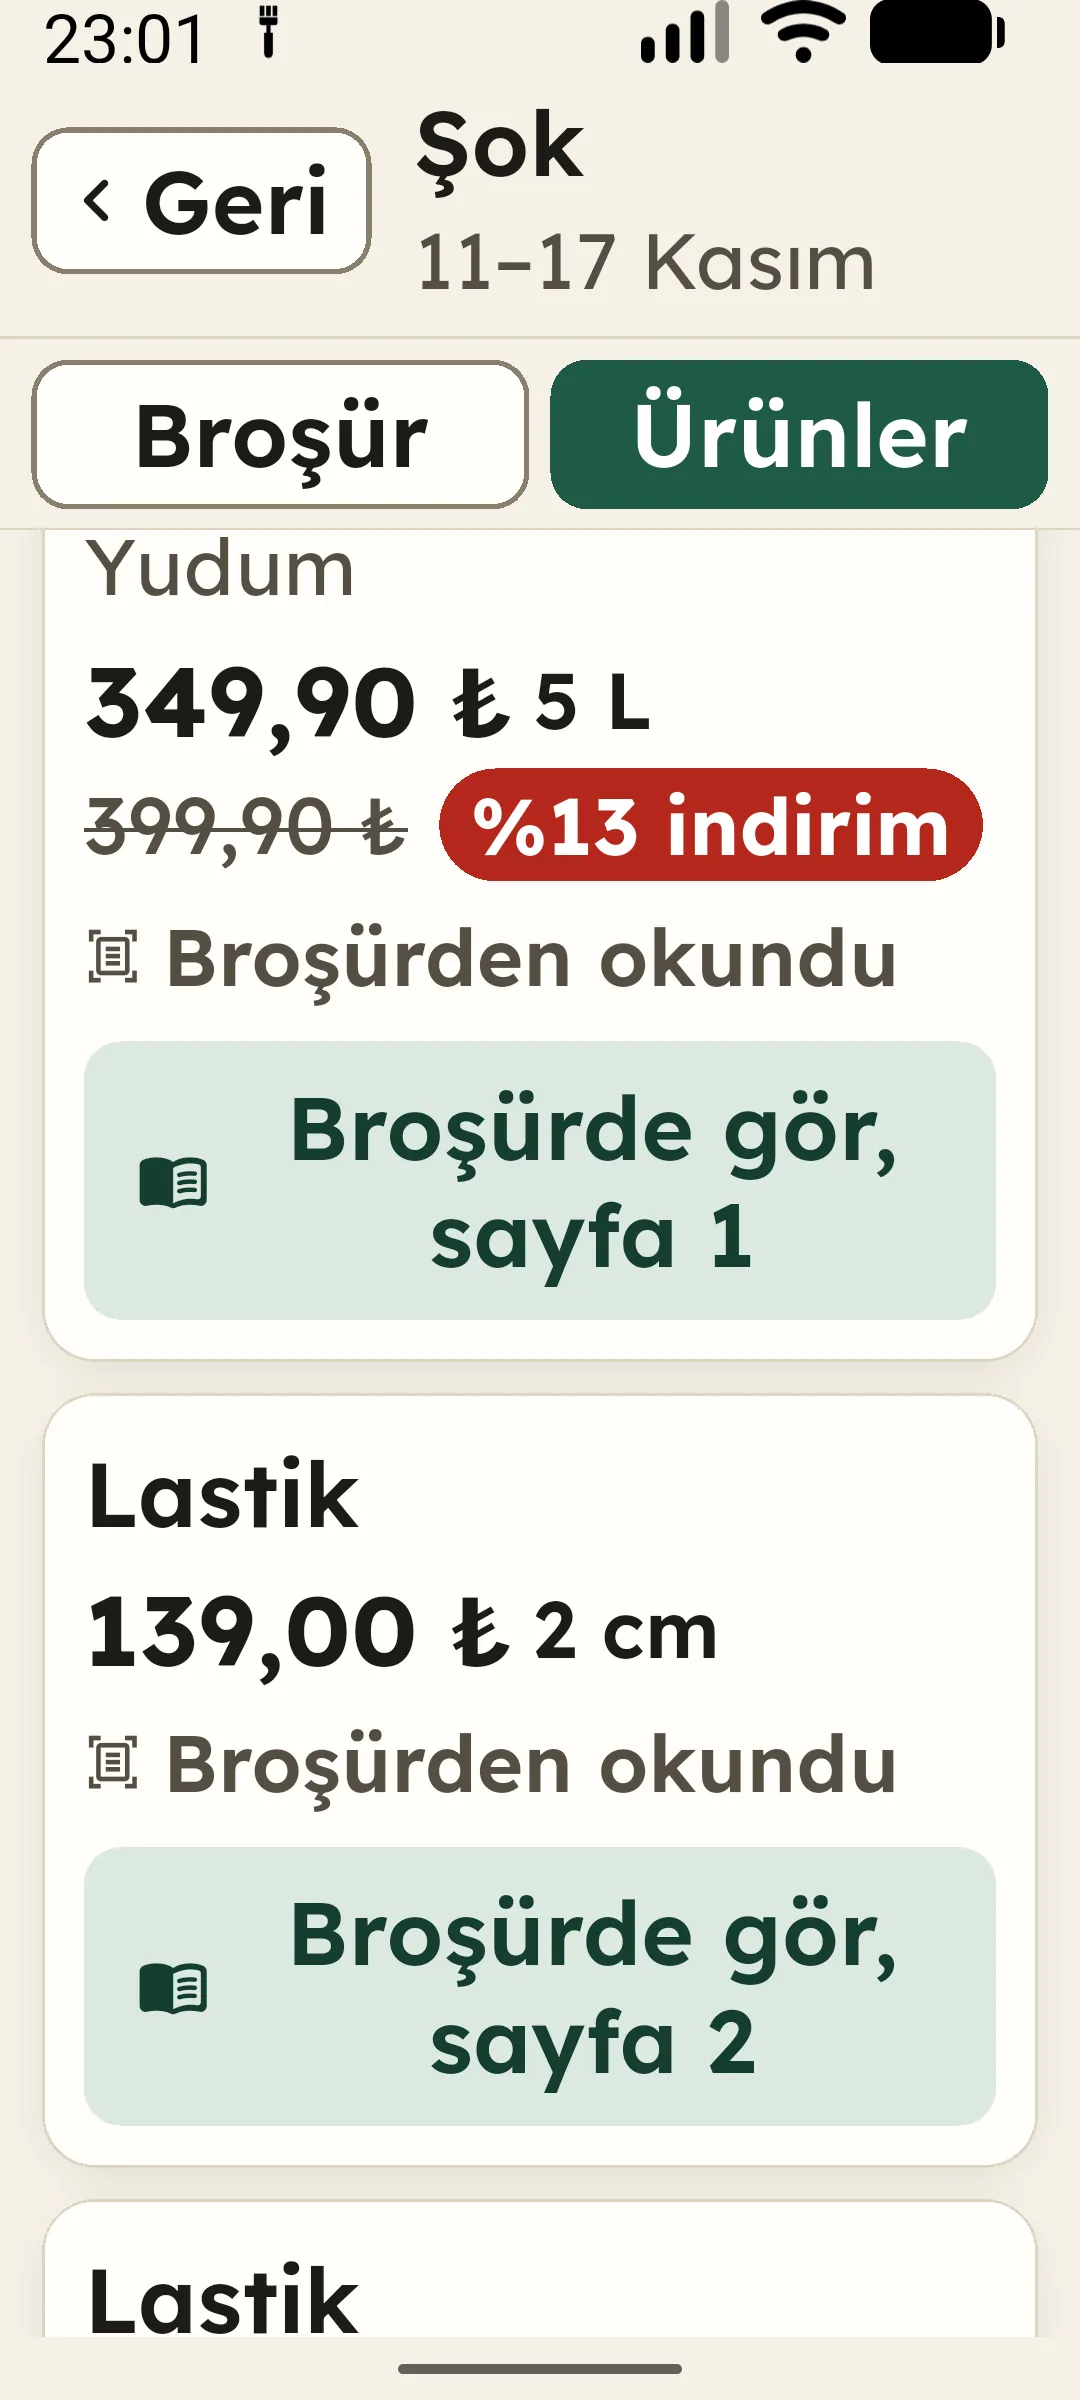 23:01
Geri
Şok
11–17 Kasım
Broşür
Ürünler
Yudum
349,90 ₺ 5 L
399,90 ₺ %13 indirim
Broşürden okundu
Broşürde gör,
sayfa 1
Lastik
139,00 ₺ 2 cm
Broşürden okundu
Broşürde gör,
sayfa 2
Lastik